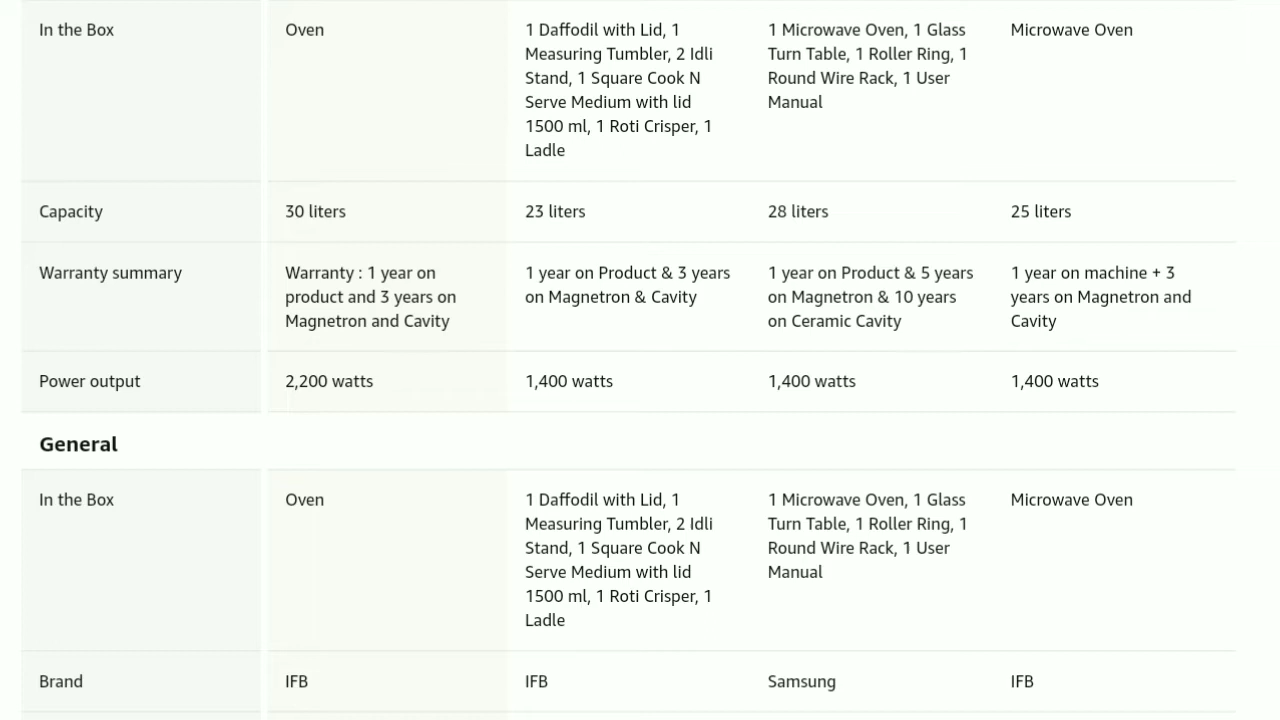 In the Box
Oven
1 Daffodil with Lid, 1
Measuring Tumbler, 2 Idli
Stand, 1 Square Cook N
Serve Medium with lid
1500 ml, 1 Roti Crisper, 1
Ladle
1 Microwave Oven, 1 Glass
Turn Table, 1 Roller Ring, 1
Round Wire Rack, 1 User
Manual
Microwave Oven
Capacity
30 liters
23 liters
28 liters
25 liters
Warranty summary
Warranty : 1 year on
product and 3 years on
Magnetron and Cavity
1 year on Product & 3 years
on Magnetron & Cavity
1 year on Product & 5 years
on Magnetron & 10 years
on Ceramic Cavity
1 year on machine + 3
years on Magnetron and
Cavity
Power output
2,200 watts
1,400 watts
1,400 watts
1,400 watts
General
In the Box
Oven
1 Daffodil with Lid, 1
Measuring Tumbler, 2 Idli
Stand, 1 Square Cook N
Serve Medium with lid
1500 ml, 1 Roti Crisper, 1
Ladle
1 Microwave Oven, 1 Glass
Turn Table, 1 Roller Ring, 1
Round Wire Rack, 1 User
Manual
Microwave Oven
Brand
IFB
IFB
Samsung
IFB